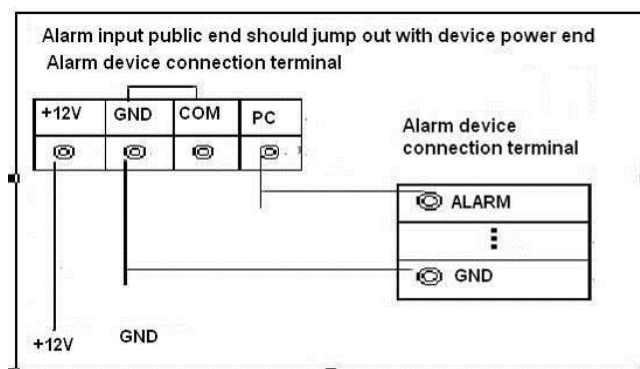 Alarm input public end should jump out with device power end
Alarm device connection terminal
+12V GND COM PC
Alarm device
connection terminal
ALARM
GND
+12V GND